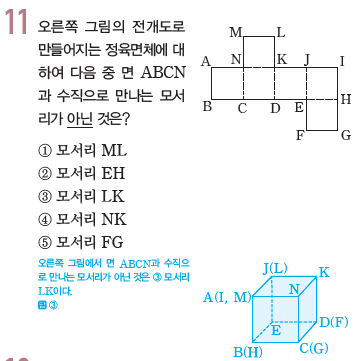 11 오른쪽 그림의 전개도로
만들어지는 정육면체에 대
하여 다음 중 면 ABCN
과 수직으로 만나는 모서
리가 아닌 것은?
① 모서리 ML
② 모서리 EH
③ 모서리 LK
④ 모서리 NK
⑤ 모서리 FG
오른쪽 그림에서 면 ABCN과 수직으
로 만나는 모서리가 아닌 것은 ③ 모서리
LK이다.
답 ③
M L
A N K J I
B C D E H
F G
J(L) K
A(I, M) N
E D(F)
B(H) C(G)